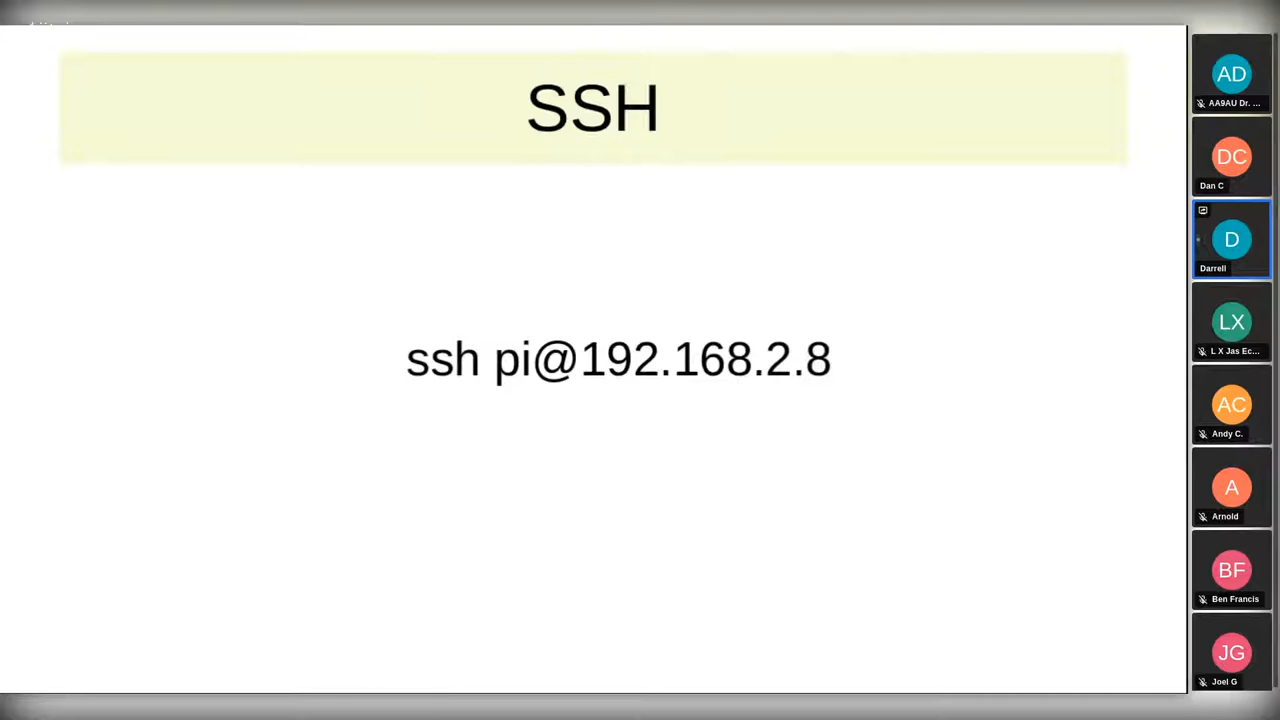 SSH
ssh pi@192.168.2.8
AD
AA9AU Dr. ...
DC
Dan C
D
Darrell
LX
L X Jas Ec...
AC
Andy C.
A
Arnold
BF
Ben Francis
JG
Joel G